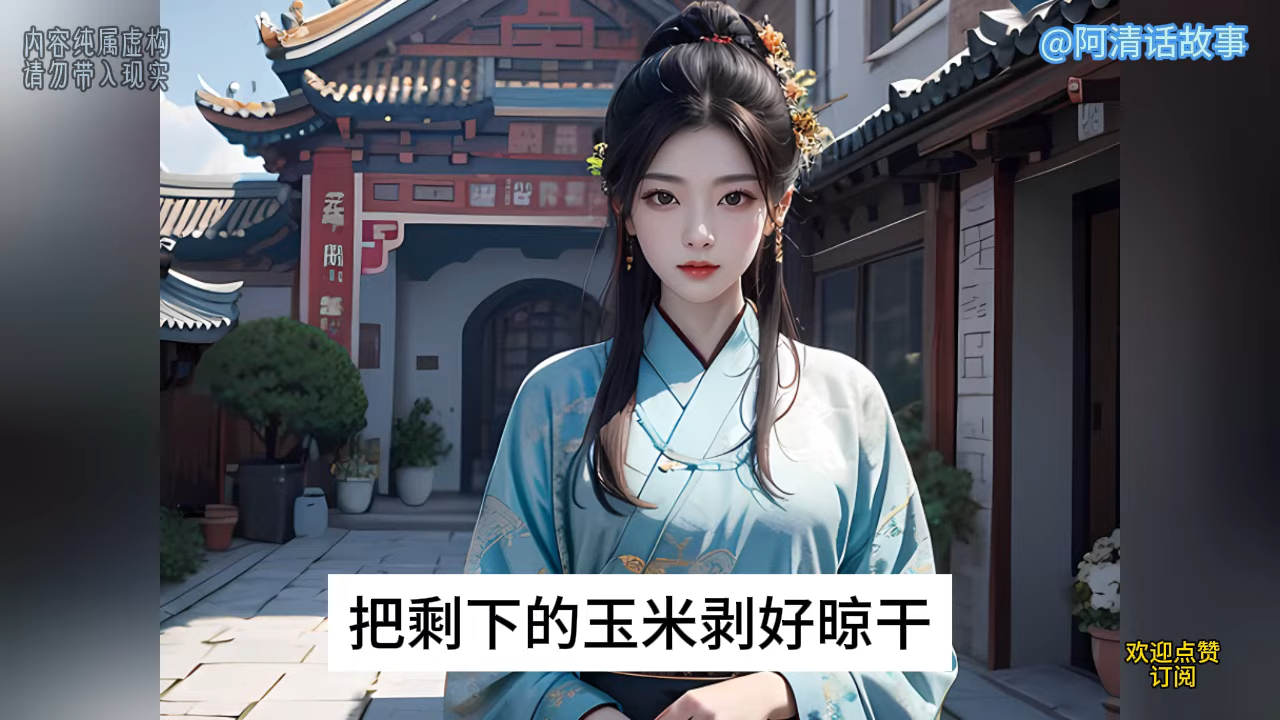 内容纯属虚构
请勿带入现实
@阿清话故事
把剩下的玉米剥好晾干
欢迎点赞
订阅